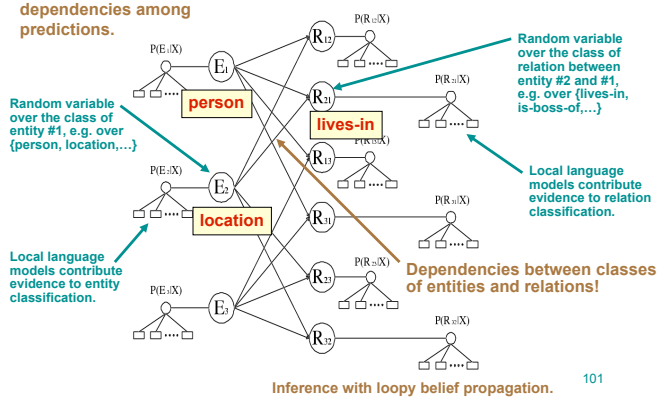 dependencies among
predictions.
P(E₁|X)
E₁
person
Random variable
over the class of
entity #1, e.g. over
{person, location,…}
P(E₂|X)
E₂
location
Local language
models contribute
evidence to entity
classification.
P(E₃|X)
E₃
R₁₂
P(R₁₂|X)
R₂₁
lives-in
P(R₂₁|X)
R₁₃
P(R₁₃|X)
R₃₁
P(R₃₁|X)
R₂₃
P(R₂₃|X)
R₃₂
P(R₃₂|X)
Random variable
over the class of
relation between
entity #2 and #1,
e.g. over {lives-in,
is-boss-of,…}
Local language
models contribute
evidence to relation
classification.
Dependencies between classes
of entities and relations!
Inference with loopy belief propagation.
101